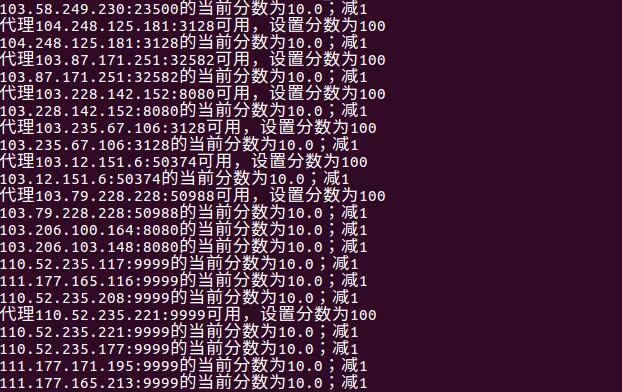 103.58.249.230:23500的当前分数为10.0；减1
代理104.248.125.181:3128可用，设置分数为100
104.248.125.181:3128的当前分数为10.0；减1
代理103.87.171.251:32582可用，设置分数为100
103.87.171.251:32582的当前分数为10.0；减1
代理103.228.142.152:8080可用，设置分数为100
103.228.142.152:8080的当前分数为10.0；减1
代理103.235.67.106:3128可用，设置分数为100
103.235.67.106:3128的当前分数为10.0；减1
代理103.12.151.6:50374可用，设置分数为100
103.12.151.6:50374的当前分数为10.0；减1
代理103.79.228.228:50988可用，设置分数为100
103.79.228.228:50988的当前分数为10.0；减1
103.206.100.164:8080的当前分数为10.0；减1
103.206.103.148:8080的当前分数为10.0；减1
110.52.235.117:9999的当前分数为10.0；减1
111.177.165.116:9999的当前分数为10.0；减1
110.52.235.208:9999的当前分数为10.0；减1
代理110.52.235.221:9999可用，设置分数为100
110.52.235.221:9999的当前分数为10.0；减1
110.52.235.177:9999的当前分数为10.0；减1
111.177.171.195:9999的当前分数为10.0；减1
111.177.165.213:9999的当前分数为10.0；减1